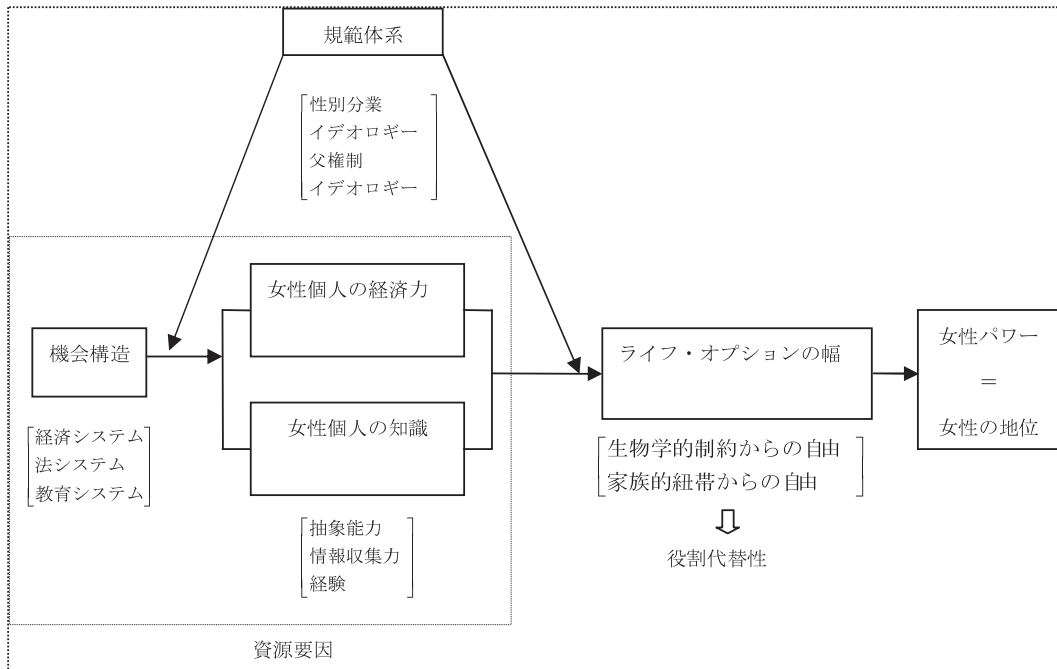 規範体系
性別分業
イデオロギー
父権制
イデオロギー
女性個人の経済力
機会構造
女性個人の知識
経済システム
法システム
教育システム
抽象能力
情報収集力
経験
資源要因
ライフ・オプションの幅
生物学的制約からの自由
家族的紐帯からの自由
役割代替性
女性パワー
＝
女性の地位